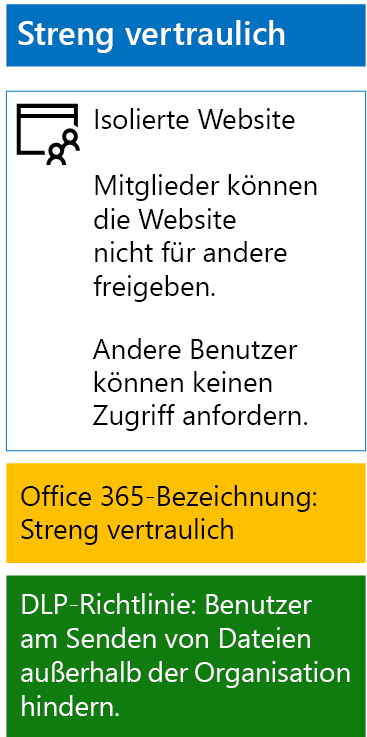 Streng vertraulich
Isolierte Website
Mitglieder können
die Website
nicht für andere
freigeben.
Andere Benutzer
können keinen
Zugriff anfordern.
Office 365-Bezeichnung:
Streng vertraulich
DLP-Richtlinie: Benutzer
am Senden von Dateien
außerhalb der Organisation
hindern.